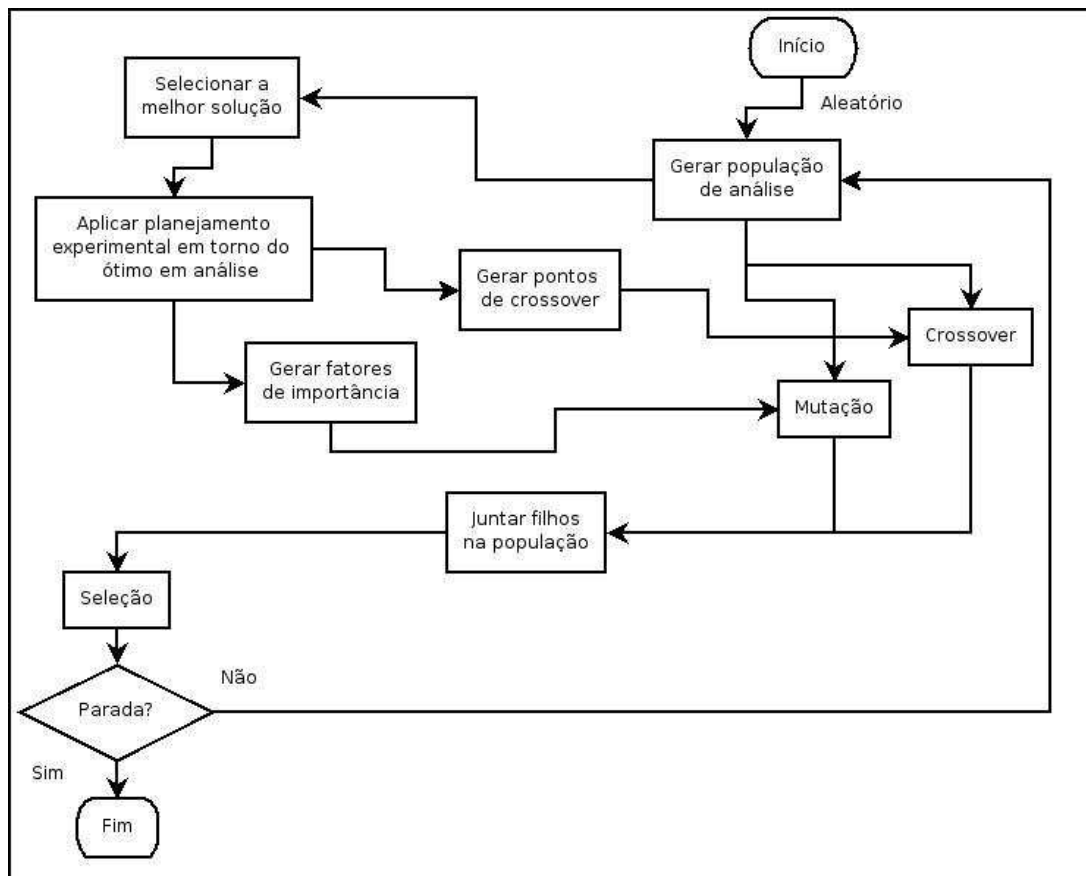 Início
Aleatório
Selecionar a
melhor solução
Gerar população
de análise
Aplicar planejamento
experimental em torno do
ótimo em análise
Gerar pontos
de crossover
Crossover
Gerar fatores
de importância
Mutação
Juntar filhos
na população
Seleção
Parada?
Não
Sim
Fim